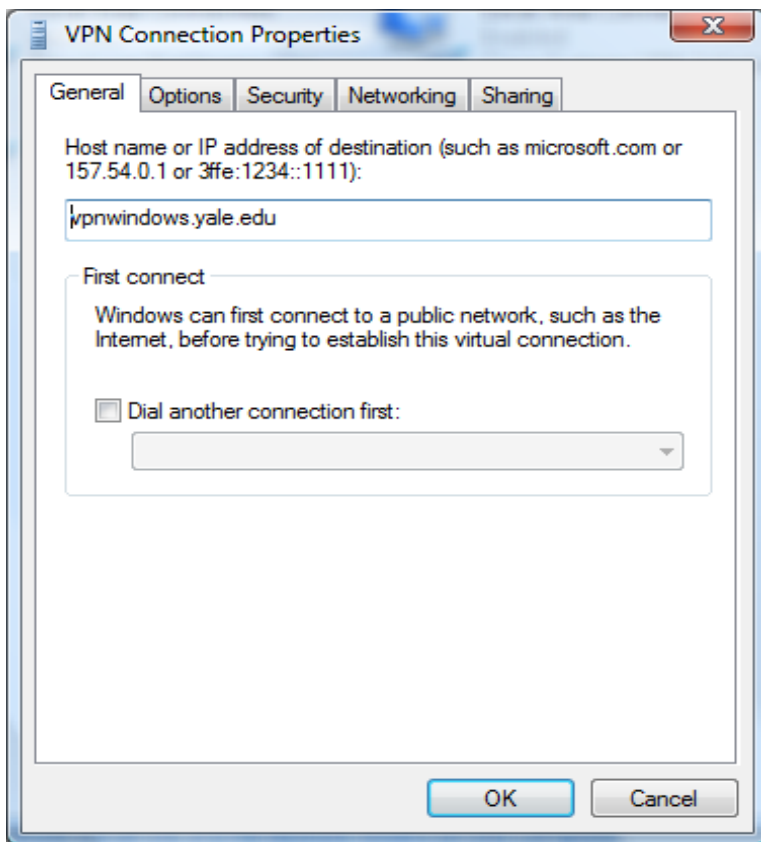 VPN Connection Properties
General Options Security Networking Sharing
Host name or IP address of destination (such as microsoft.com or
157.54.0.1 or 3ffe:1234::1111):
vpnwindows.yale.edu
First connect
Windows can first connect to a public network, such as the
Internet, before trying to establish this virtual connection.
Dial another connection first:
OK Cancel